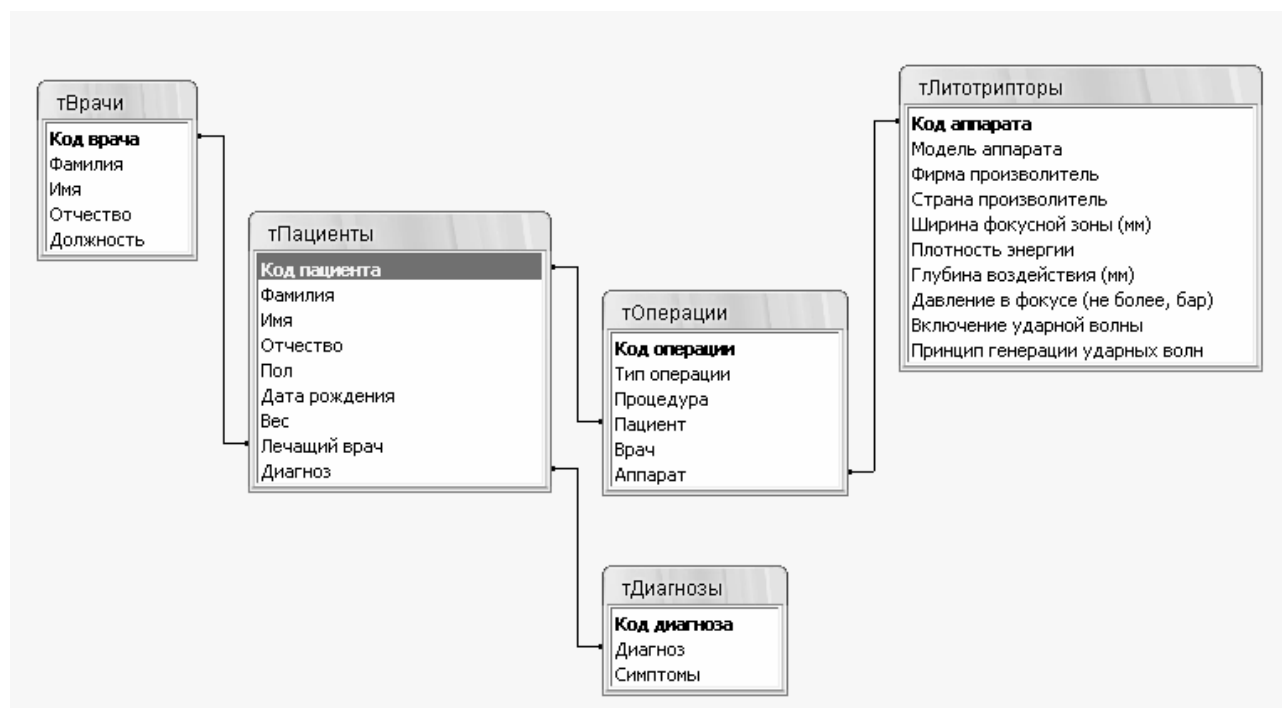 тВрачи
Код врача
Фамилия
Имя
Отчество
Должность
тПациенты
Код пациента
Фамилия
Имя
Отчество
Пол
Дата рождения
Вес
Лечащий врач
Диагноз
тОперации
Код операции
Тип операции
Процедура
Пациент
Врач
Аппарат
тДиагнозы
Код диагноза
Диагноз
Симптомы
тЛитотрипторы
Код аппарата
Модель аппарата
Фирма произволитель
Страна произволитель
Ширина фокусной зоны (мм)
Плотность энергии
Глубина воздействия (мм)
Давление в фокусе (не более, бар)
Включение ударной волны
Принцип генерации ударных волн